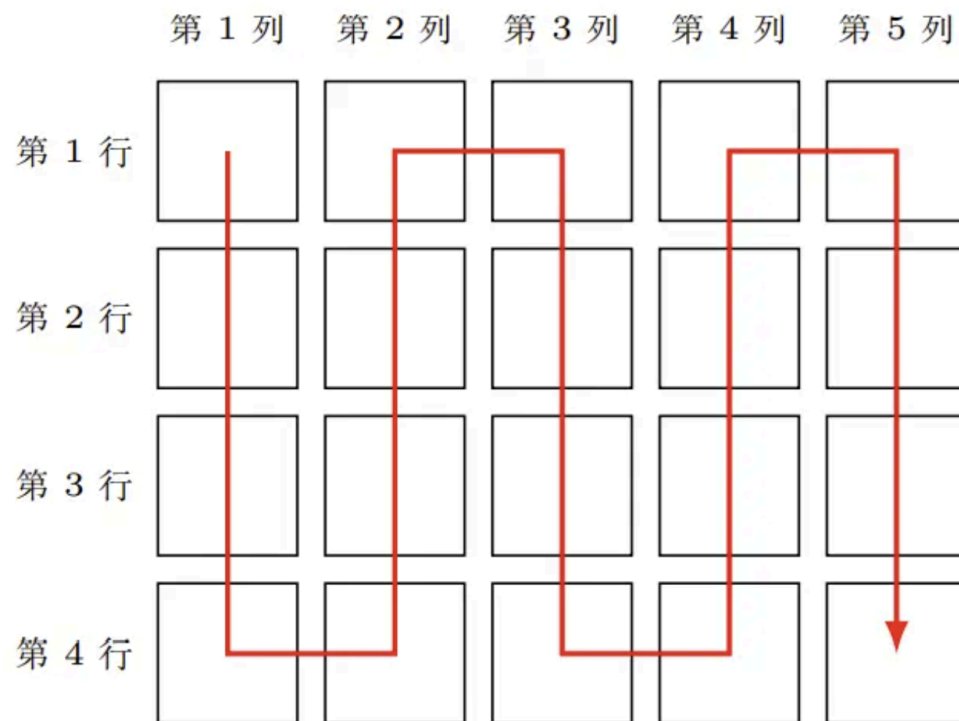 第 1 列 第 2 列 第 3 列 第 4 列 第 5 列
第 1 行
第 2 行
第 3 行
第 4 行